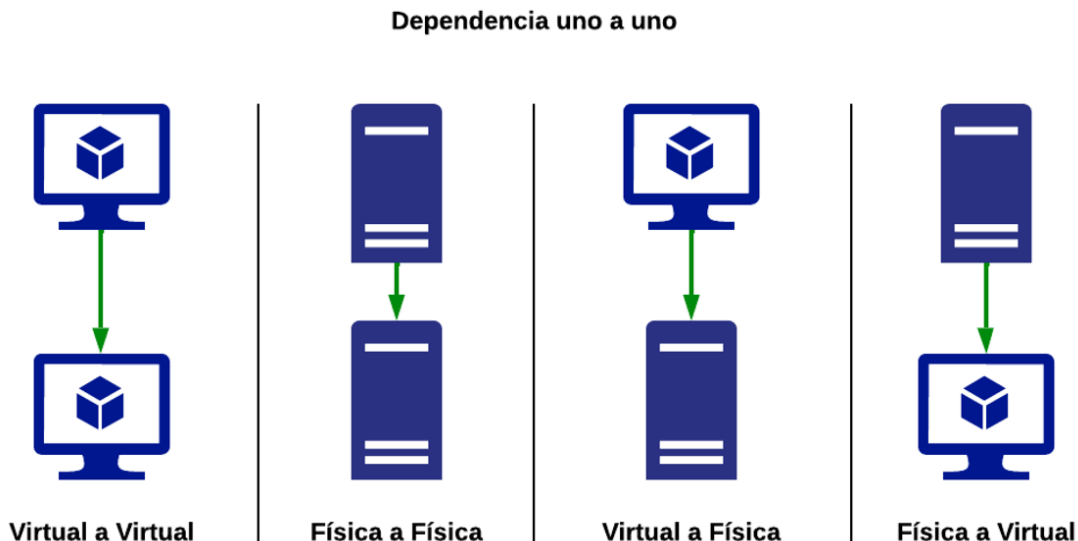 Dependencia uno a uno
Virtual a Virtual
Física a Física
Virtual a Física
Física a Virtual